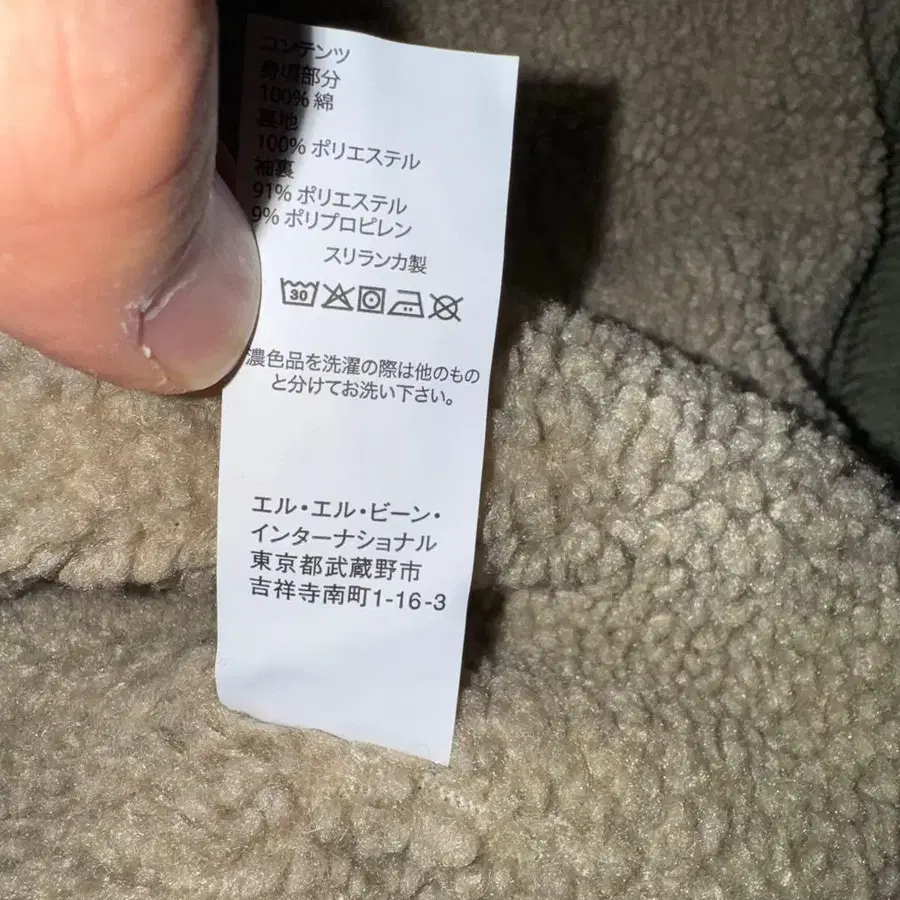 コンテンツ
身頃部分
100% 綿
裏地
100% ポリエステル
袖裏
91% ポリエステル
9% ポリプロピレン
スリランカ製
30
濃色品を洗濯の際は他のもの
と分けてお洗い下さい。
エル・エル・ビーン・
インターナショナル
東京都武蔵野市
吉祥寺南町1-16-3